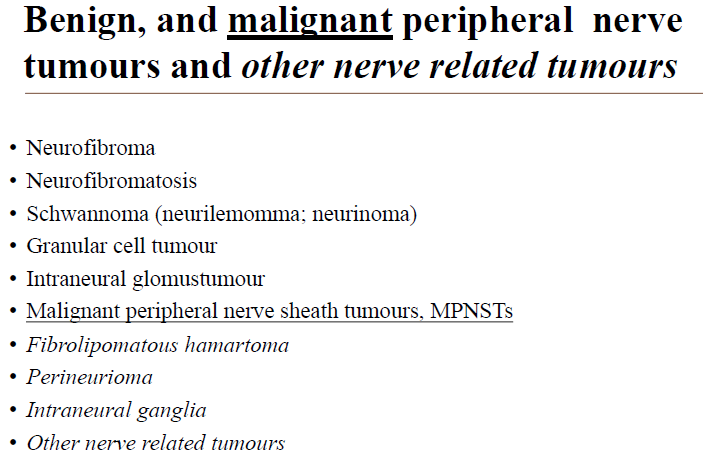 Benign, and malignant peripheral nerve
tumours and other nerve related tumours
• Neurofibroma
• Neurofibromatosis
• Schwannoma (neurilemomma; neurinoma)
• Granular cell tumour
• Intraneural glomustumour
• Malignant peripheral nerve sheath tumours, MPNSTs
• Fibrolipomatous hamartoma
• Perineurioma
• Intraneural ganglia
• Other nerve related tumours